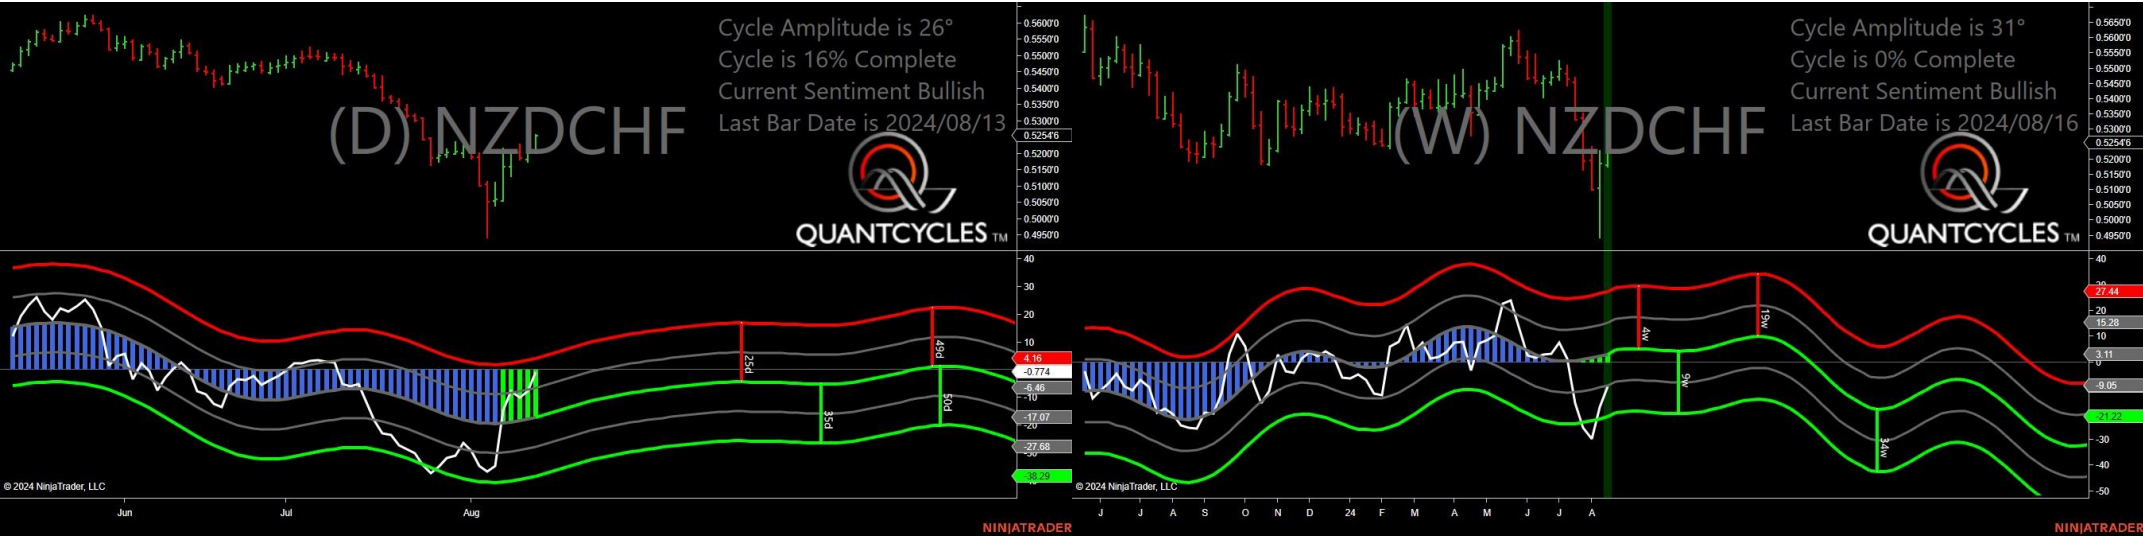 Cycle Amplitude is 26°
Cycle is 16% Complete
Current Sentiment Bullish
Last Bar Date is 2024/08/13
(D) NZDCHF
QUANTCYCLES TM
0.5600'0
0.5500'0
0.5450'0
0.5400'0
0.5350'0
0.5300'0
0.5254'6
0.5200'0
0.5150'0
0.5100'0
0.5050'0
0.5000'0
0.4950'0
40
30
20
10
4.16
-0.774
-6.46
-10
-17.07
-20
-27.68
-30
-38.29
25d
35d
49d
50d
© 2024 NinjaTrader, LLC
Jun Jul Aug
NINJATRADER
Cycle Amplitude is 31°
Cycle is 0% Complete
Current Sentiment Bullish
Last Bar Date is 2024/08/16
(W) NZDCHF
QUANTCYCLES TM
0.5650'0
0.5600'0
0.5550'0
0.5500'0
0.5450'0
0.5400'0
0.5350'0
0.5300'0
0.5254'6
0.5200'0
0.5150'0
0.5100'0
0.5050'0
0.5000'0
0.4950'0
40
30
27.44
20
15.28
10
3.11
0
-9.05
-21.22
-30
-40
-50
4w
9w
19w
34w
© 2024 NinjaTrader, LLC
J J A S O N D 24 F M A M J J A
NINJATRADER